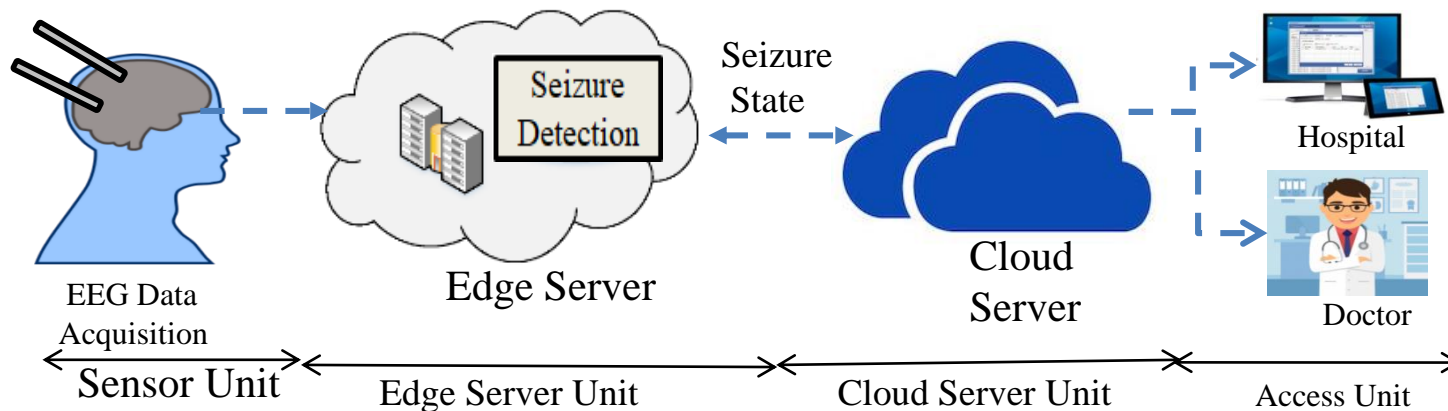 Seizure
Detection
Seizure
State
Hospital
Edge Server
Cloud
Server
EEG Data
Acquisition
Doctor
Sensor Unit
Edge Server Unit
Cloud Server Unit
Access Unit